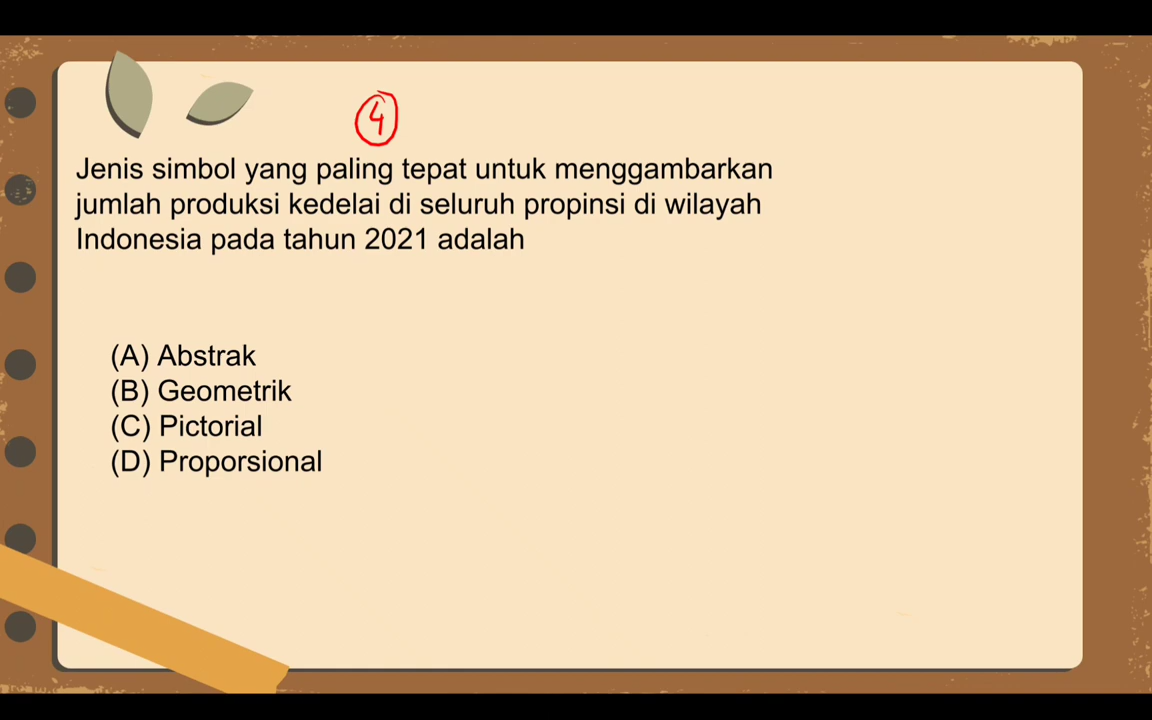 4
Jenis simbol yang paling tepat untuk menggambarkan
jumlah produksi kedelai di seluruh propinsi di wilayah
Indonesia pada tahun 2021 adalah
(A) Abstrak
(B) Geometrik
(C) Pictorial
(D) Proporsional